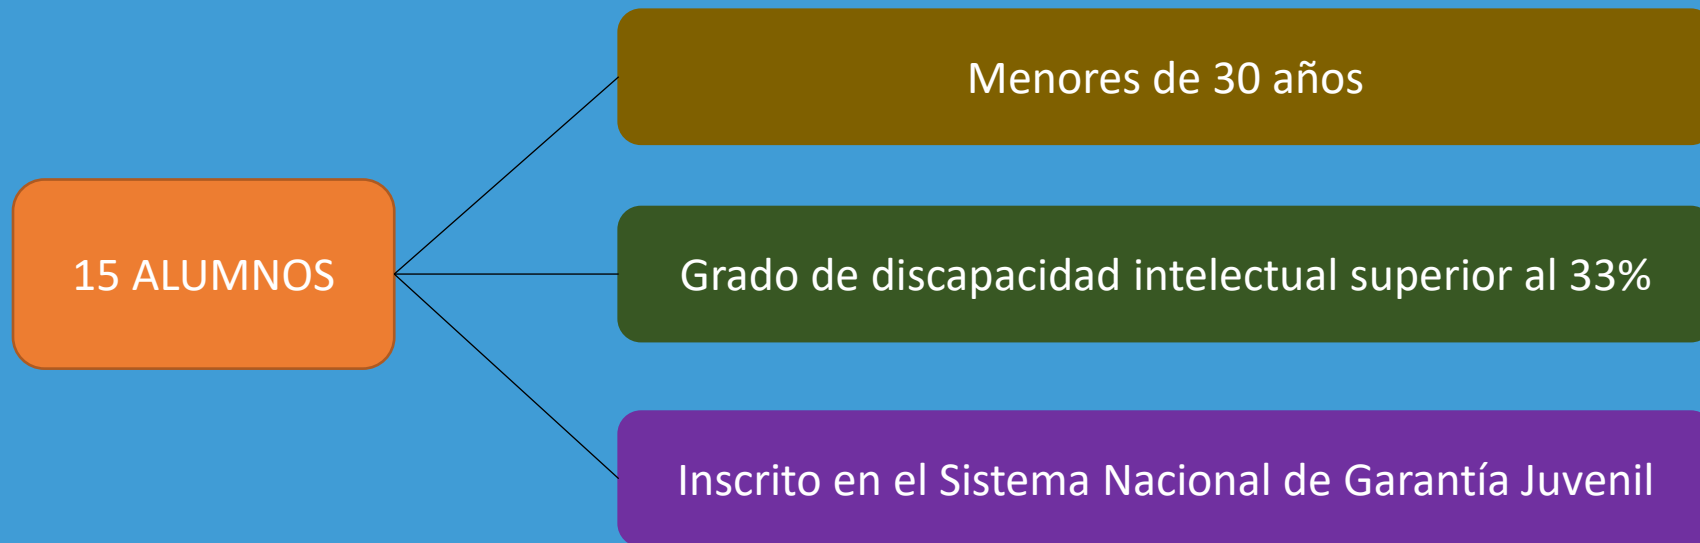 Menores de 30 años
15 ALUMNOS
Grado de discapacidad intelectual superior al 33%
Inscrito en el Sistema Nacional de Garantía Juvenil